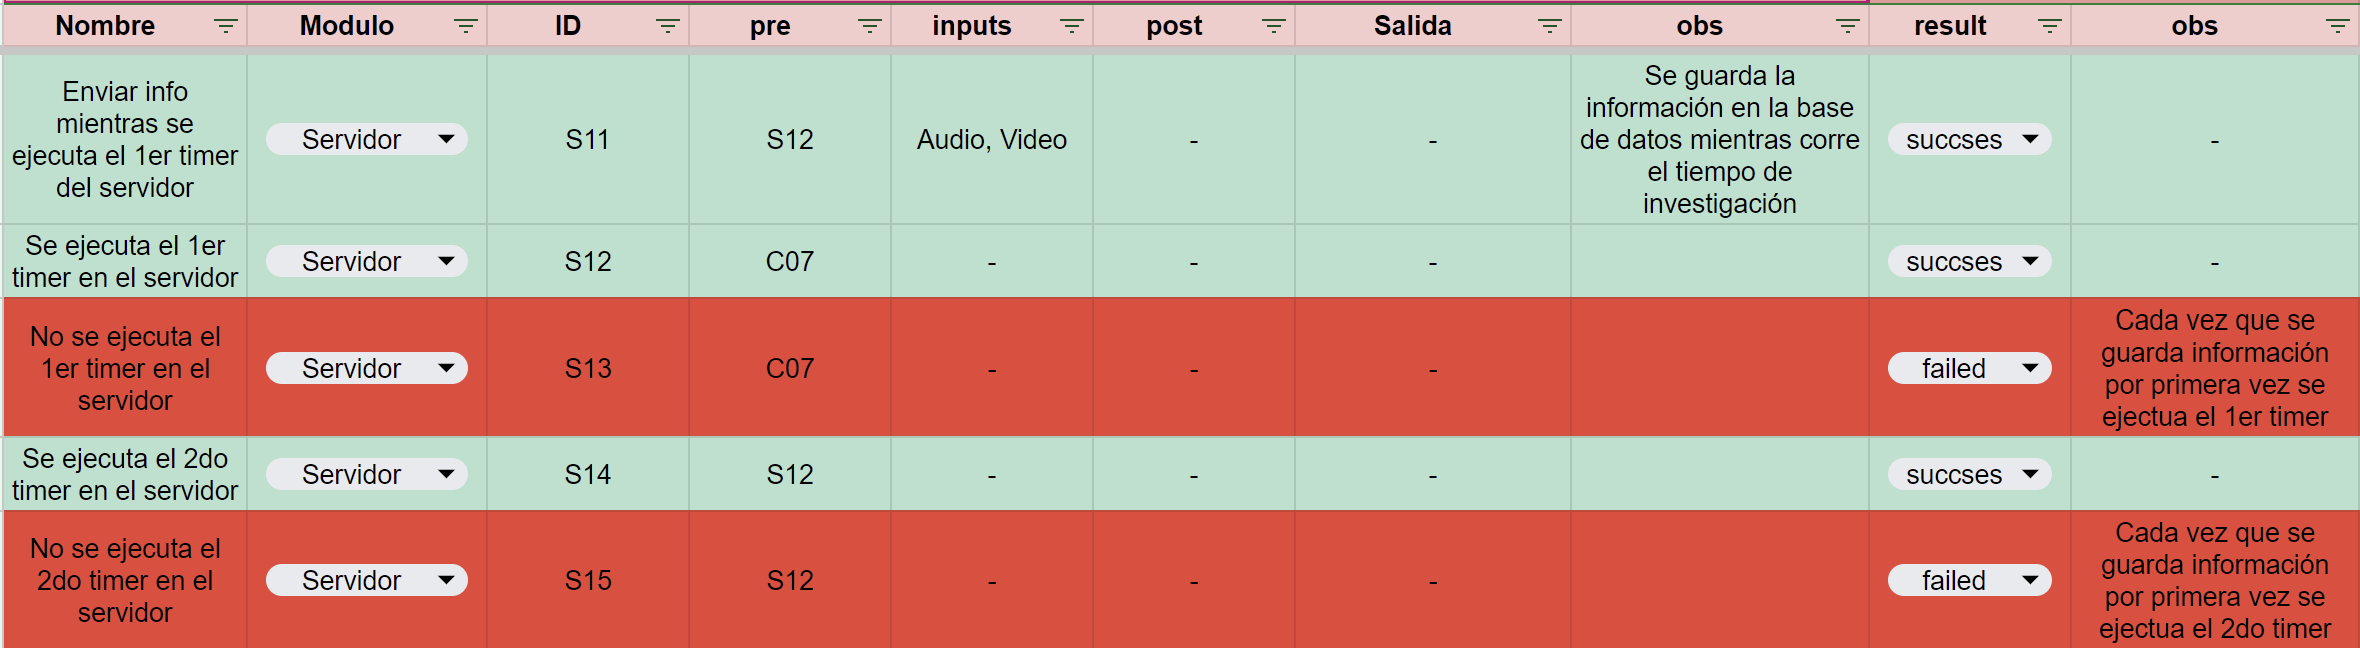 Nombre Modulo ID pre inputs post Salida obs result obs
Enviar info
mientras se
ejecuta el 1er timer
del servidor
Servidor
S11
S12
Audio, Video
-
-
Se guarda la
información en la base
de datos mientras corre
el tiempo de
investigación
succses
-
Se ejecuta el 1er
timer en el servidor
Servidor
S12
C07
-
-
-
succses
-
No se ejecuta el
1er timer en el
servidor
Servidor
S13
C07
-
-
-
failed
Cada vez que se
guarda información
por primera vez se
ejectua el 1er timer
Se ejecuta el 2do
timer en el servidor
Servidor
S14
S12
-
-
-
succses
-
No se ejecuta el
2do timer en el
servidor
Servidor
S15
S12
-
-
-
failed
Cada vez que se
guarda información
por primera vez se
ejectua el 2do timer